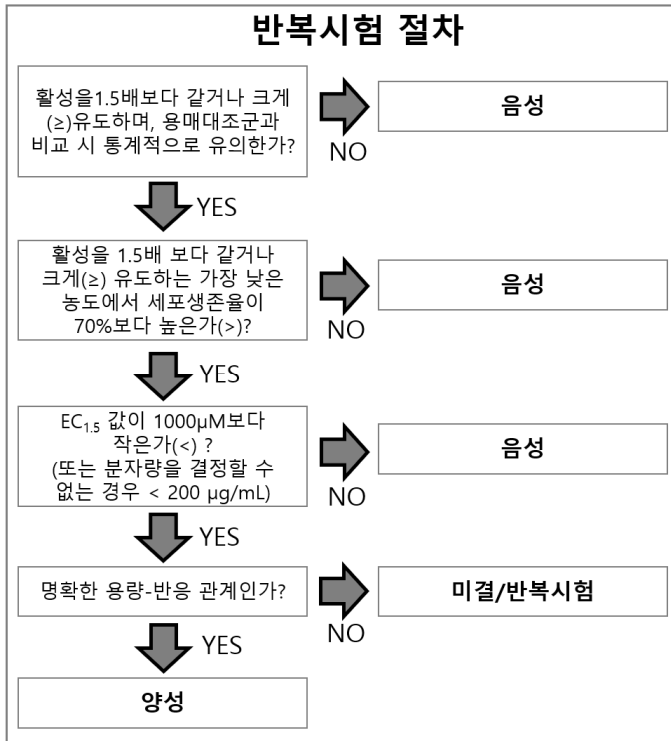 반복시험 절차
활성을1.5배보다 같거나 크게
(≥)유도하며, 용매대조군과
비교 시 통계적으로 유의한가?
음성
NO
YES
활성을 1.5배 보다 같거나
크게(≥) 유도하는 가장 낮은
농도에서 세포생존율이
70%보다 높은가(>)?
음성
NO
YES
EC1.5 값이 1000μM보다
작은가(<) ?
(또는 분자량을 결정할 수
없는 경우 < 200 μg/mL)
음성
NO
YES
명확한 용량-반응 관계인가?
미결/반복시험
NO
YES
양성